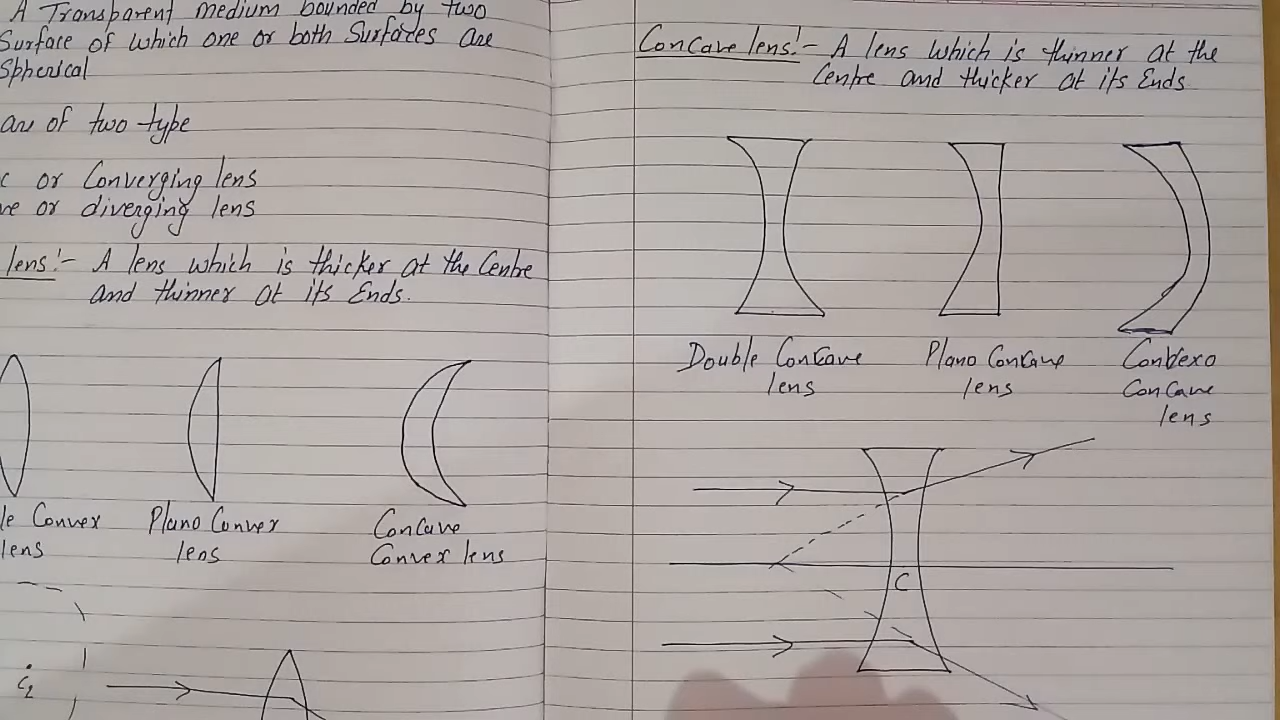 A Transparent medium bounded by two
Surface of which one or both Surfaces are
Spherical
are of two type
c or Converging lens
ve or diverging lens
lens:- A lens which is thicker at the Centre
and thinner at its Ends.
le Convex
lens
Plano Convex
lens
Concave
Convex lens
i2
Concave lens:- A lens which is thinner at the
Centre and thicker at its Ends
Double Concave
lens
Plano Concave
lens
Convexo
Concave
lens
C